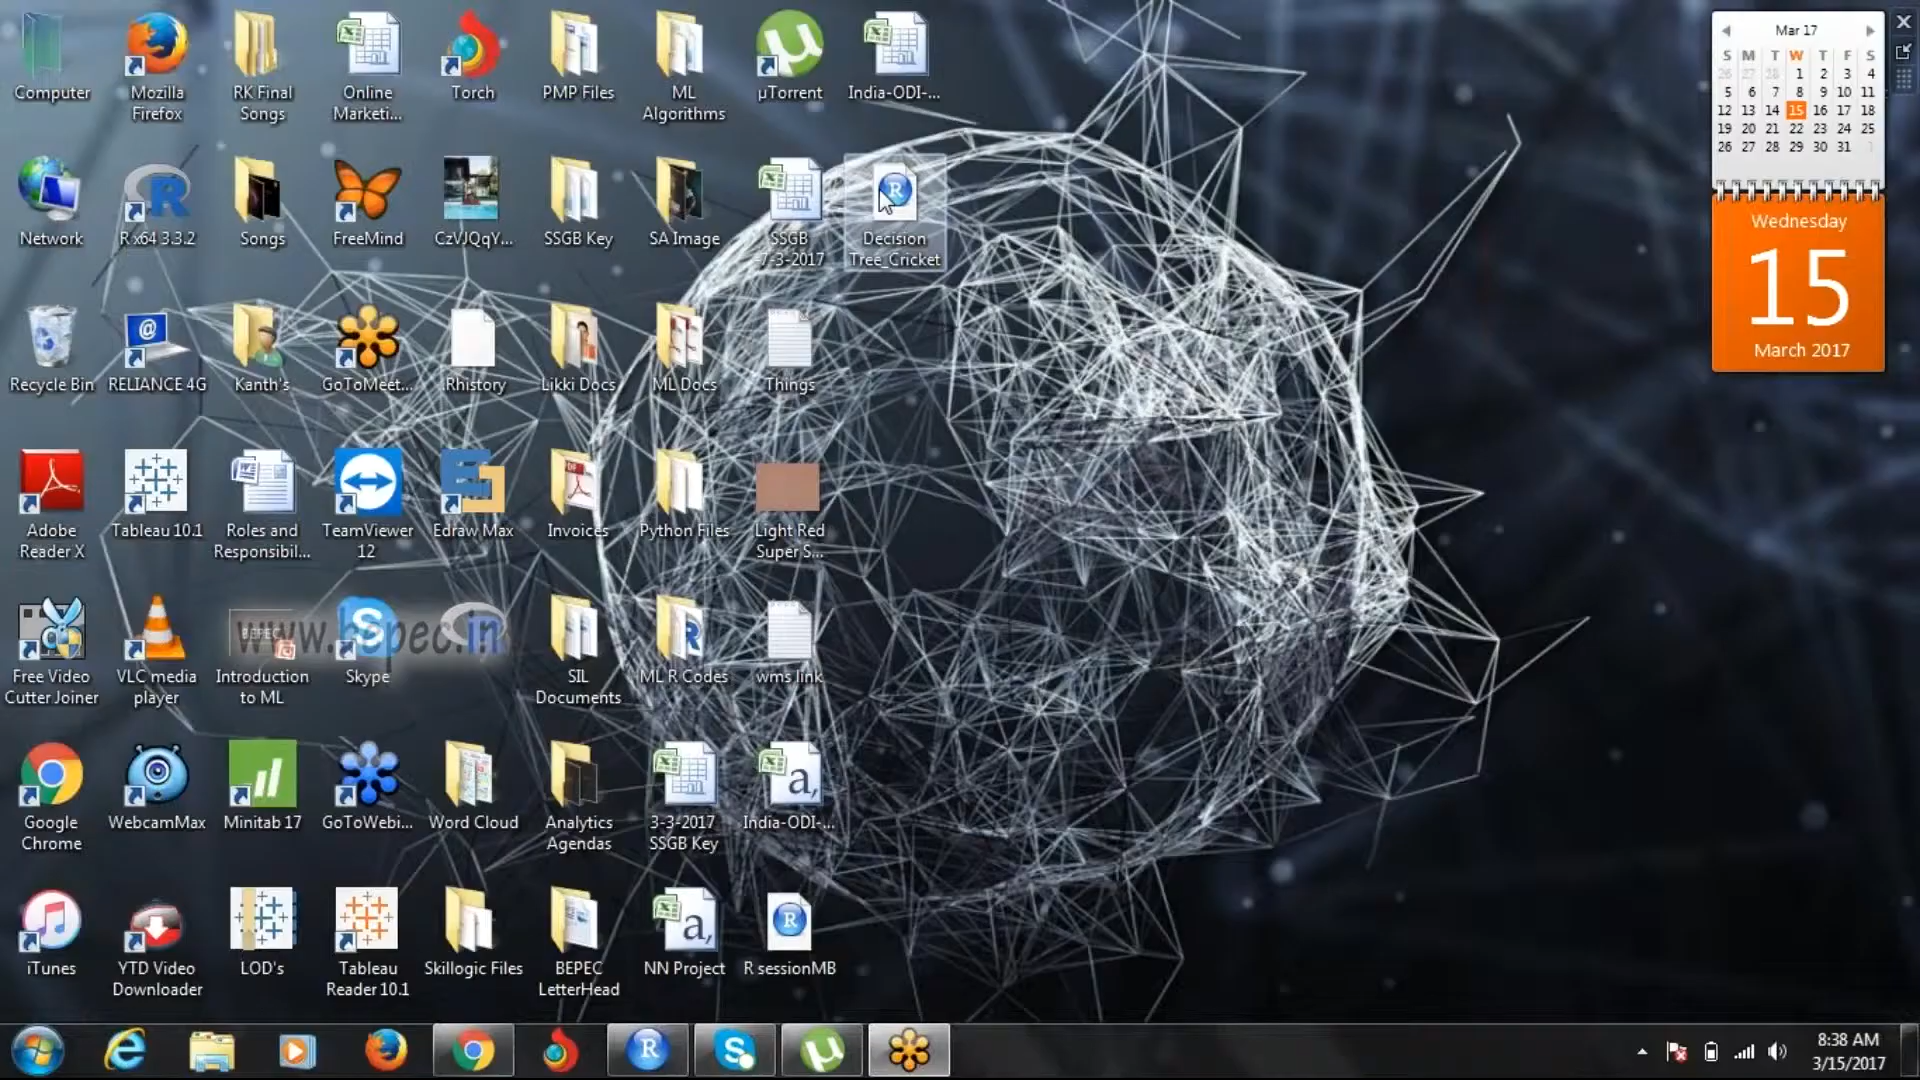 Computer
Mozilla
Firefox
RK Final
Songs
Online
Marketi...
Torch
PMP Files
ML
Algorithms
µTorrent
India-ODI-...
Network
R x64 3.3.2
Songs
FreeMind
CzVJQqY...
SSGB Key
SA Image
SSGB
-7-3-2017
Decision
Tree_Cricket
Recycle Bin
RELIANCE 4G
Kanth's
GoToMeet...
.Rhistory
Likki Docs
ML Docs
Things
Adobe
Reader X
Tableau 10.1
Roles and
Responsibil...
TeamViewer
12
Edraw Max
Invoices
Python Files
Light Red
Super S...
www.bepec.in
BEPEC
Free Video
Cutter Joiner
VLC media
player
Introduction
to ML
Skype
SIL
Documents
ML R Codes
wms link
Google
Chrome
WebcamMax
Minitab 17
GoToWebi...
Word Cloud
Analytics
Agendas
3-3-2017
SSGB Key
India-ODI-...
iTunes
YTD Video
Downloader
LOD's
Tableau
Reader 10.1
Skillogic Files
BEPEC
LetterHead
NN Project
R sessionMB
Mar 17
S M T W T F S
26 27 28 1 2 3 4
5 6 7 8 9 10 11
12 13 14 15 16 17 18
19 20 21 22 23 24 25
26 27 28 29 30 31 1
Wednesday
15
March 2017
8:38 AM
3/15/2017